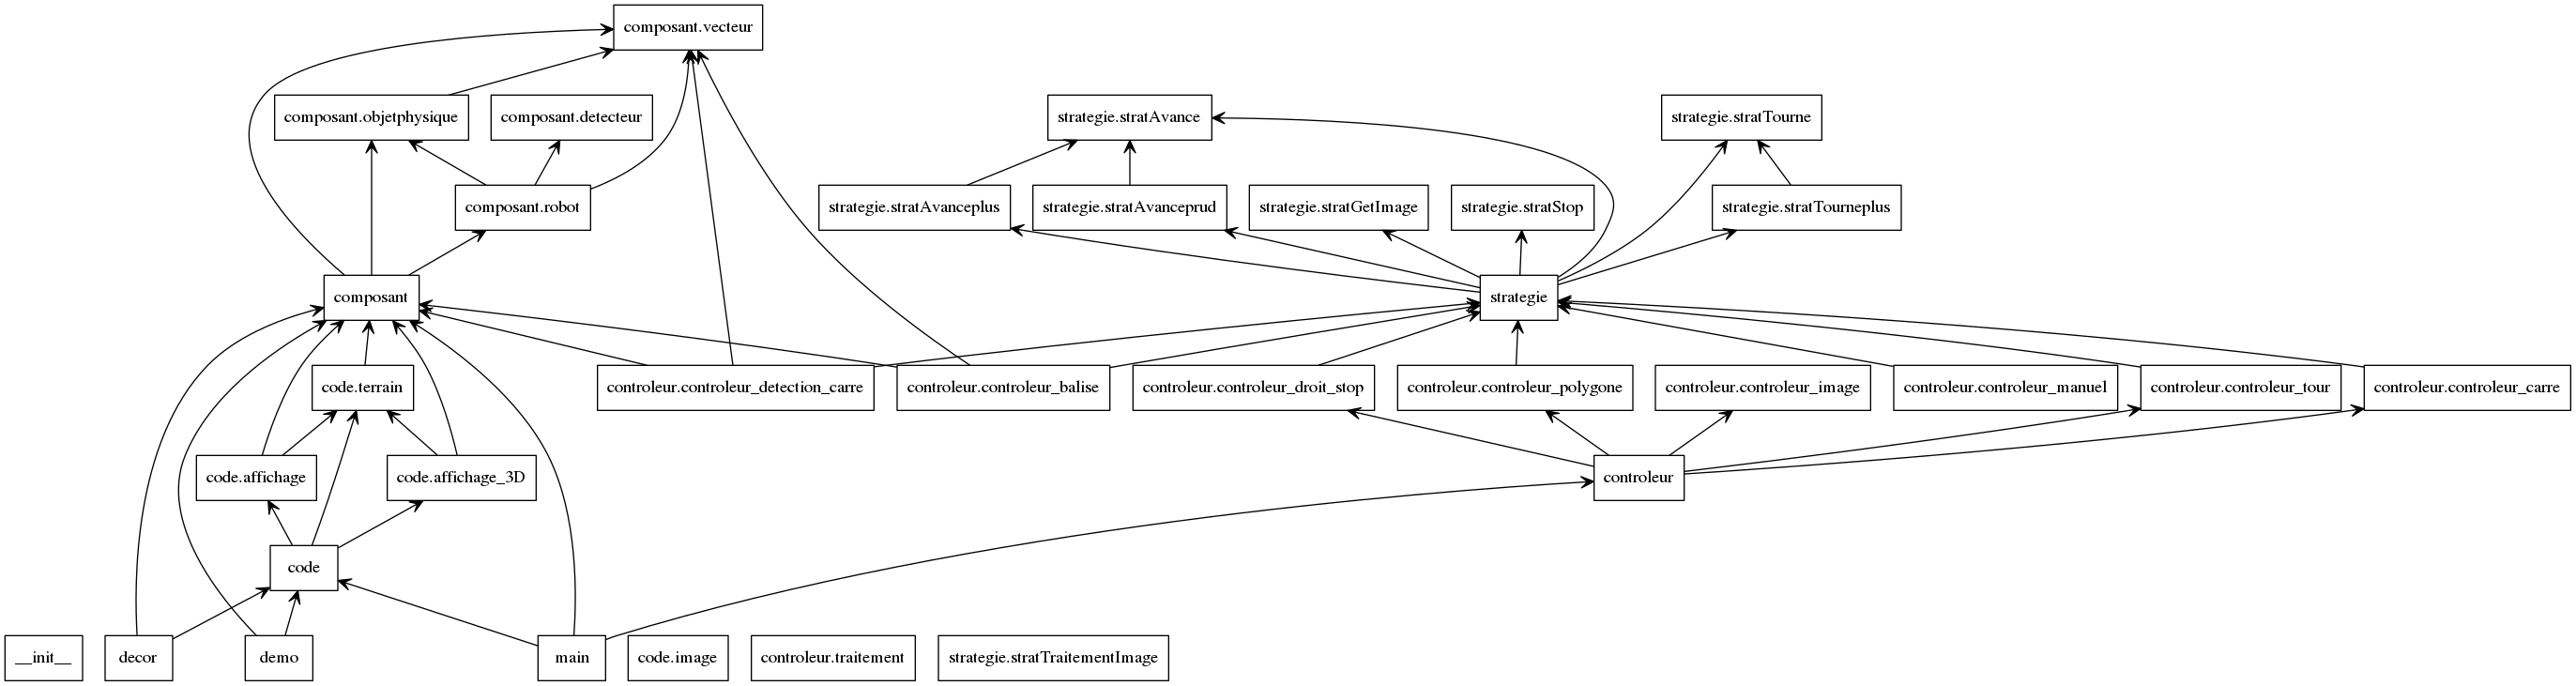 composant.vecteur
composant.objetphysique
composant.detecteur
strategie.stratAvance
strategie.stratTourne
composant.robot
strategie.stratAvanceplus
strategie.stratAvanceprud
strategie.stratGetImage
strategie.stratStop
strategie.stratTourneplus
composant
strategie
code.terrain
controleur.controleur_detection_carre
controleur.controleur_balise
controleur.controleur_droit_stop
controleur.controleur_polygone
controleur.controleur_image
controleur.controleur_manuel
controleur.controleur_tour
controleur.controleur_carre
code.affichage
code.affichage_3D
controleur
code
__init__
decor
demo
main
code.image
controleur.traitement
strategie.stratTraitementImage